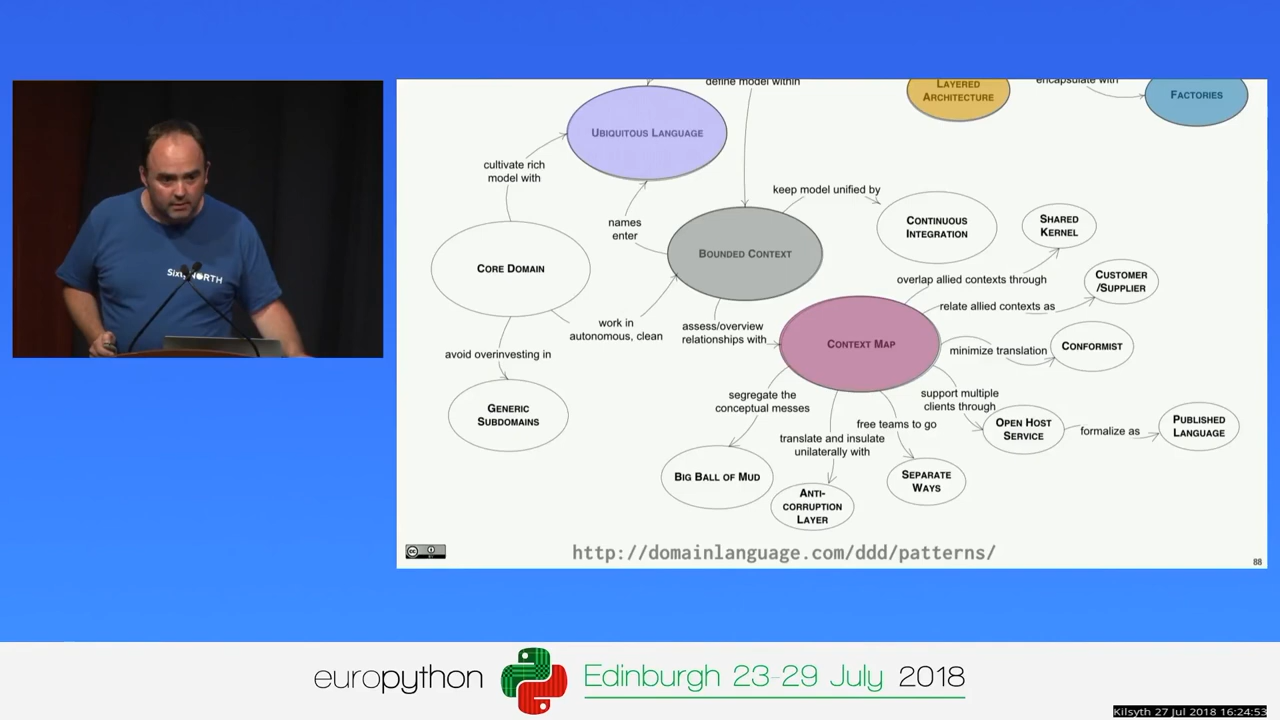 define model within
LAYERED
ARCHITECTURE
encapsulate with
FACTORIES
UBIQUITOUS LANGUAGE
cultivate rich
model with
keep model unified by
names
enter
CONTINUOUS
INTEGRATION
SHARED
KERNEL
BOUNDED CONTEXT
CORE DOMAIN
overlap allied contexts through
CUSTOMER
/SUPPLIER
relate allied contexts as
work in
autonomous, clean
assess/overview
relationships with
CONTEXT MAP
minimize translation
CONFORMIST
avoid overinvesting in
GENERIC
SUBDOMAINS
segregate the
conceptual messes
support multiple
clients through
free teams to go
translate and insulate
unilaterally with
OPEN HOST
SERVICE
formalize as
PUBLISHED
LANGUAGE
BIG BALL OF MUD
ANTI-
CORRUPTION
LAYER
SEPARATE
WAYS
http://domainlanguage.com/ddd/patterns/
88
SixtyNORTH
europython
Edinburgh 23-29 July 2018
Kilsyth 27 Jul 2018 16:24:53